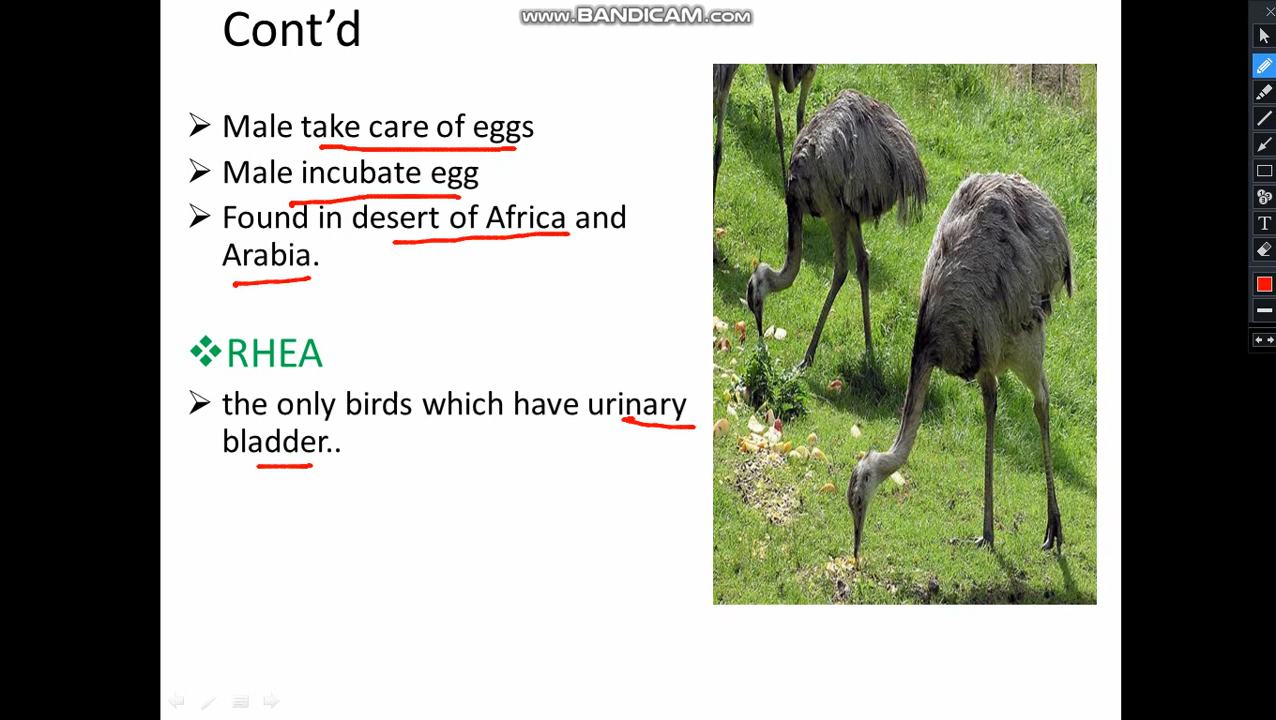 www.BANDICAM.com
Cont’d
➢ Male take care of eggs
➢ Male incubate egg
➢ Found in desert of Africa and
Arabia.
❖RHEA
➢ the only birds which have urinary
bladder..
T